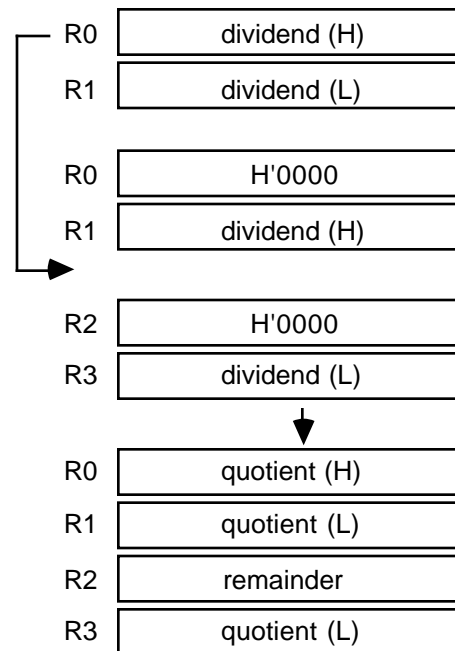 R0 dividend (H)
R1 dividend (L)
R0 H'0000
R1 dividend (H)
R2 H'0000
R3 dividend (L)
R0 quotient (H)
R1 quotient (L)
R2 remainder
R3 quotient (L)